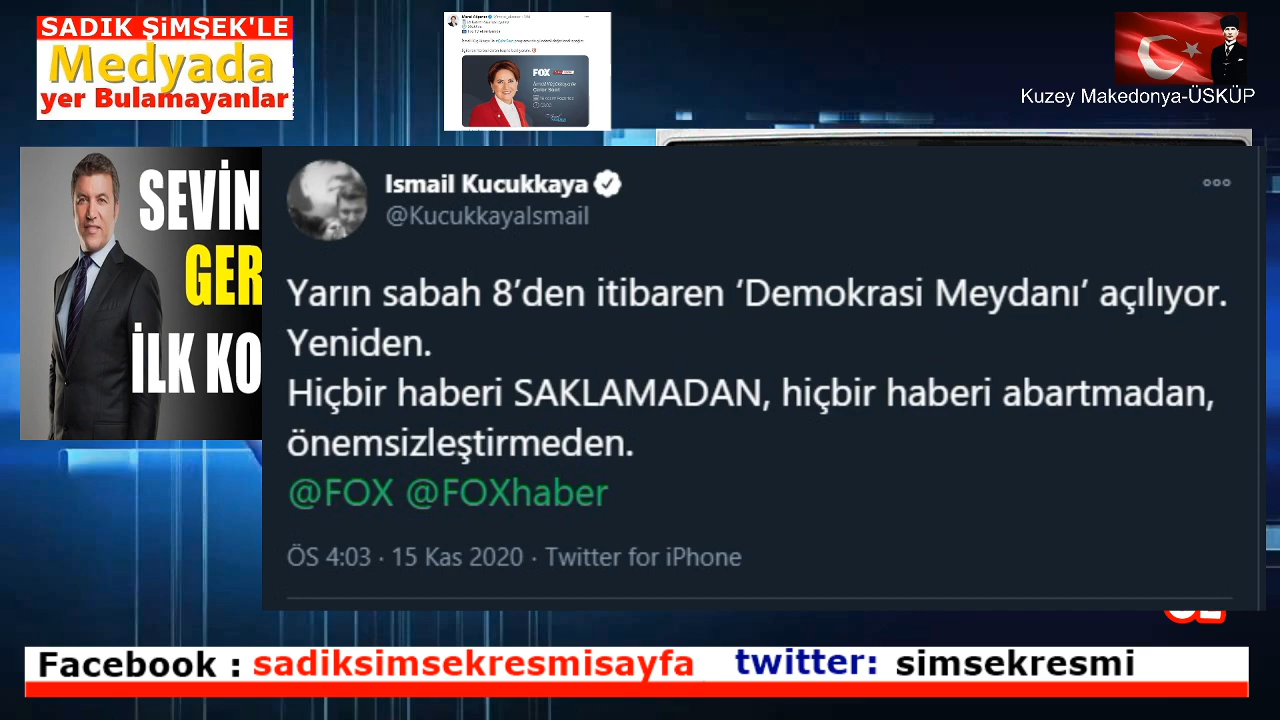 SADIK ŞiMŞEK'LE
Medyada
yer Bulamayanlar
FOX
Kuzey Makedonya-ÜSKÜP
SEVİN
GER
İLK KO
Ismail Kucukkaya
@KucukkayaIsmail
Yarın sabah 8’den itibaren ‘Demokrasi Meydanı’ açılıyor.
Yeniden.
Hiçbir haberi SAKLAMADAN, hiçbir haberi abartmadan,
önemsizleştirmeden.
@FOX @FOXhaber
ÖS 4:03 · 15 Kas 2020 · Twitter for iPhone
Facebook : sadiksimsekresmisayfa twitter: simsekresmi